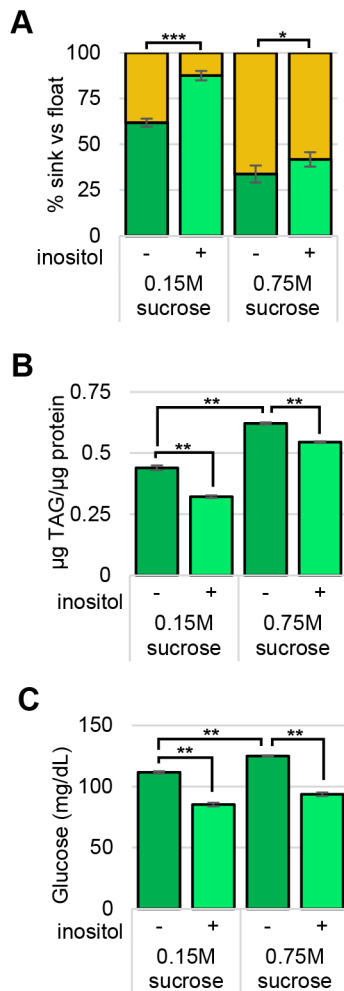 A
% sink vs float
100
75
50
25
0
***
*
inositol - + - +
0.15M 0.75M
sucrose sucrose
B
µg TAG/µg protein
0.75
0.5
0.25
0
**
**
**
inositol - + - +
0.15M 0.75M
sucrose sucrose
C
Glucose (mg/dL)
150
100
50
0
**
**
**
inositol - + - +
0.15M 0.75M
sucrose sucrose